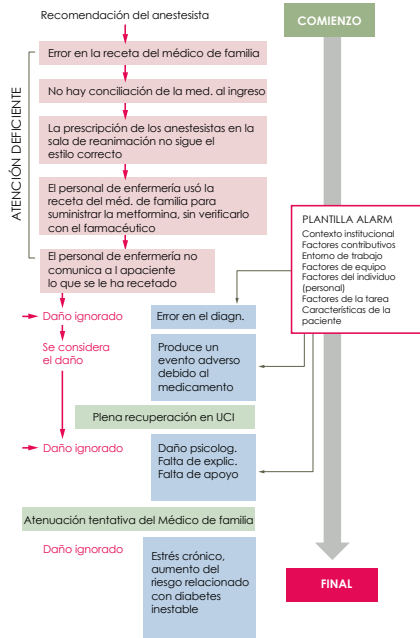 Recomendación del anestesista
COMIENZO
ATENCIÓN DEFICIENTE
Error en la receta del médico de familia
No hay conciliación de la med. al ingreso
La prescripción de los anestesistas en la
sala de reanimación no sigue el
estilo correcto
El personal de enfermería usó la
receta del méd. de familia para
suministrar la metformina, sin verificarlo
con el farmacéutico
El personal de enfermería no
comunica a l apaciente
lo que se le ha recetado
PLANTILLA ALARM
Contexto institucional
Factores contributivos
Entorno de trabajo
Factores de equipo
Factores del individuo
(personal)
Factores de la tarea
Características de la
paciente
Daño ignorado
Error en el diagn.
Se considera
el daño
Produce un
evento adverso
debido al
medicamento
Plena recuperación en UCI
Daño ignorado
Daño psicolog.
Falta de explic.
Falta de apoyo
Atenuación tentativa del Médico de familia
Daño ignorado
Estrés crónico,
aumento del
riesgo relacionado
con diabetes
inestable
FINAL